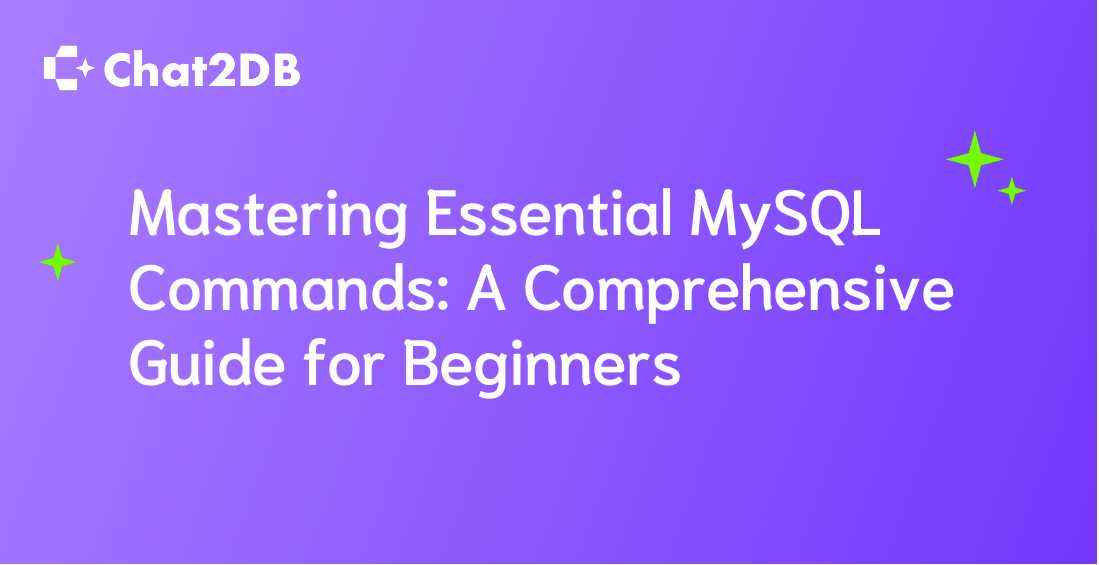 Chat2DB
Mastering Essential MySQL
Commands: A Comprehensive
Guide for Beginners